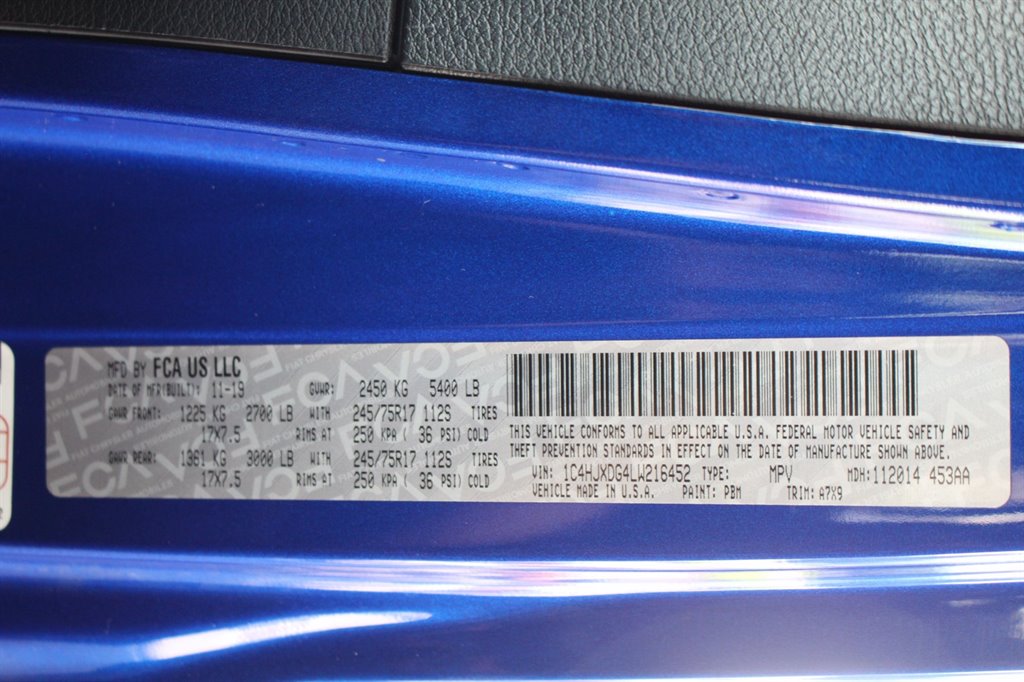 MFD BY FCA US LLC
DATE OF MFR(BUILT): 11-19 GVWR: 2450 KG 5400 LB
GAWR FRONT: 1225 KG 2700 LB WITH 245/75R17 112S TIRES
17X7.5 RIMS AT 250 KPA ( 36 PSI) COLD
GAWR REAR: 1361 KG 3000 LB WITH 245/75R17 112S TIRES
17X7.5 RIMS AT 250 KPA ( 36 PSI) COLD
THIS VEHICLE CONFORMS TO ALL APPLICABLE U.S.A. FEDERAL MOTOR VEHICLE SAFETY AND
THEFT PREVENTION STANDARDS IN EFFECT ON THE DATE OF MANUFACTURE SHOWN ABOVE.
VIN: 1C4HJXDG4LW216452 TYPE: MPV MDH:112014 453AA
VEHICLE MADE IN U.S.A. PAINT: PBM TRIM: A7X9